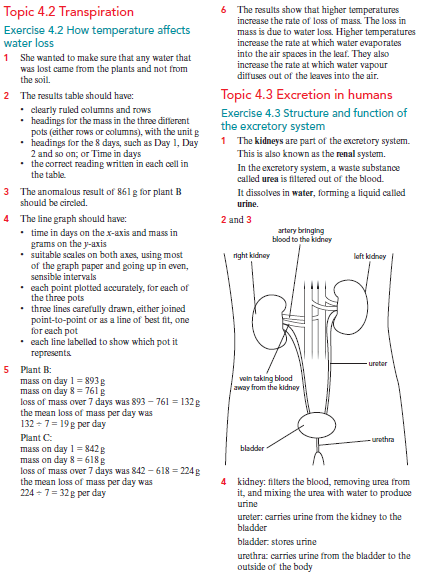 Topic 4.2 Transpiration
Exercise 4.2 How temperature affects
water loss
1 She wanted to make sure that any water that
was lost came from the plants and not from
the soil.
2 The results table should have:
• clearly ruled columns and rows
• headings for the mass in the three different
pots (either rows or columns), with the unit g
• headings for the 8 days, such as Day 1, Day
2 and so on; or Time in days
• the correct reading written in each cell in
the table.
3 The anomalous result of 861 g for plant B
should be circled.
4 The line graph should have:
• time in days on the x-axis and mass in
grams on the y-axis
• suitable scales on both axes, using most
of the graph paper and going up in even,
sensible intervals
• each point plotted accurately, for each of
the three pots
• three lines carefully drawn, either joined
point-to-point or as a line of best fit, one
for each pot
• each line labelled to show which pot it
represents.
5 Plant B:
mass on day 1 = 893 g
mass on day 8 = 761 g
loss of mass over 7 days was 893 − 761 = 132 g
the mean loss of mass per day was
132 ÷ 7 = 19 g per day
Plant C:
mass on day 1 = 842 g
mass on day 8 = 618 g
loss of mass over 7 days was 842 − 618 = 224 g
the mean loss of mass per day was
224 ÷ 7 = 32 g per day
6 The results show that higher temperatures
increase the rate of loss of mass. The loss in
mass is due to water loss. Higher temperatures
increase the rate at which water evaporates
into the air spaces in the leaf. They also
increase the rate at which water vapour
diffuses out of the leaves into the air.
Topic 4.3 Excretion in humans
Exercise 4.3 Structure and function of
the excretory system
1 The kidneys are part of the excretory system.
This is also known as the renal system.
In the excretory system, a waste substance
called urea is filtered out of the blood.
It dissolves in water, forming a liquid called
urine.
2 and 3
artery bringing
blood to the kidney
right kidney
left kidney
ureter
vein taking blood
away from the kidney
urethra
bladder
4 kidney: filters the blood, removing urea from
it, and mixing the urea with water to produce
urine
ureter: carries urine from the kidney to the
bladder
bladder: stores urine
urethra: carries urine from the bladder to the
outside of the body